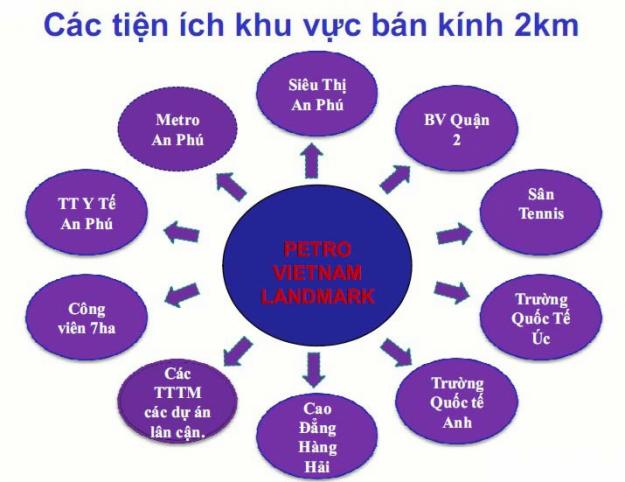 Các tiện ích khu vực bán kính 2km
Siêu Thị
An Phú
BV Quận
2
Sân
Tennis
Trường
Quốc Tế
Úc
Trường
Quốc tế
Anh
Cao
Đẳng
Hàng
Hải
Các
TTTM
các dự án
lân cận.
Công
viên 7ha
TT Y Tế
An Phú
Metro
An Phú
PETRO
VIETNAM
LANDMARK